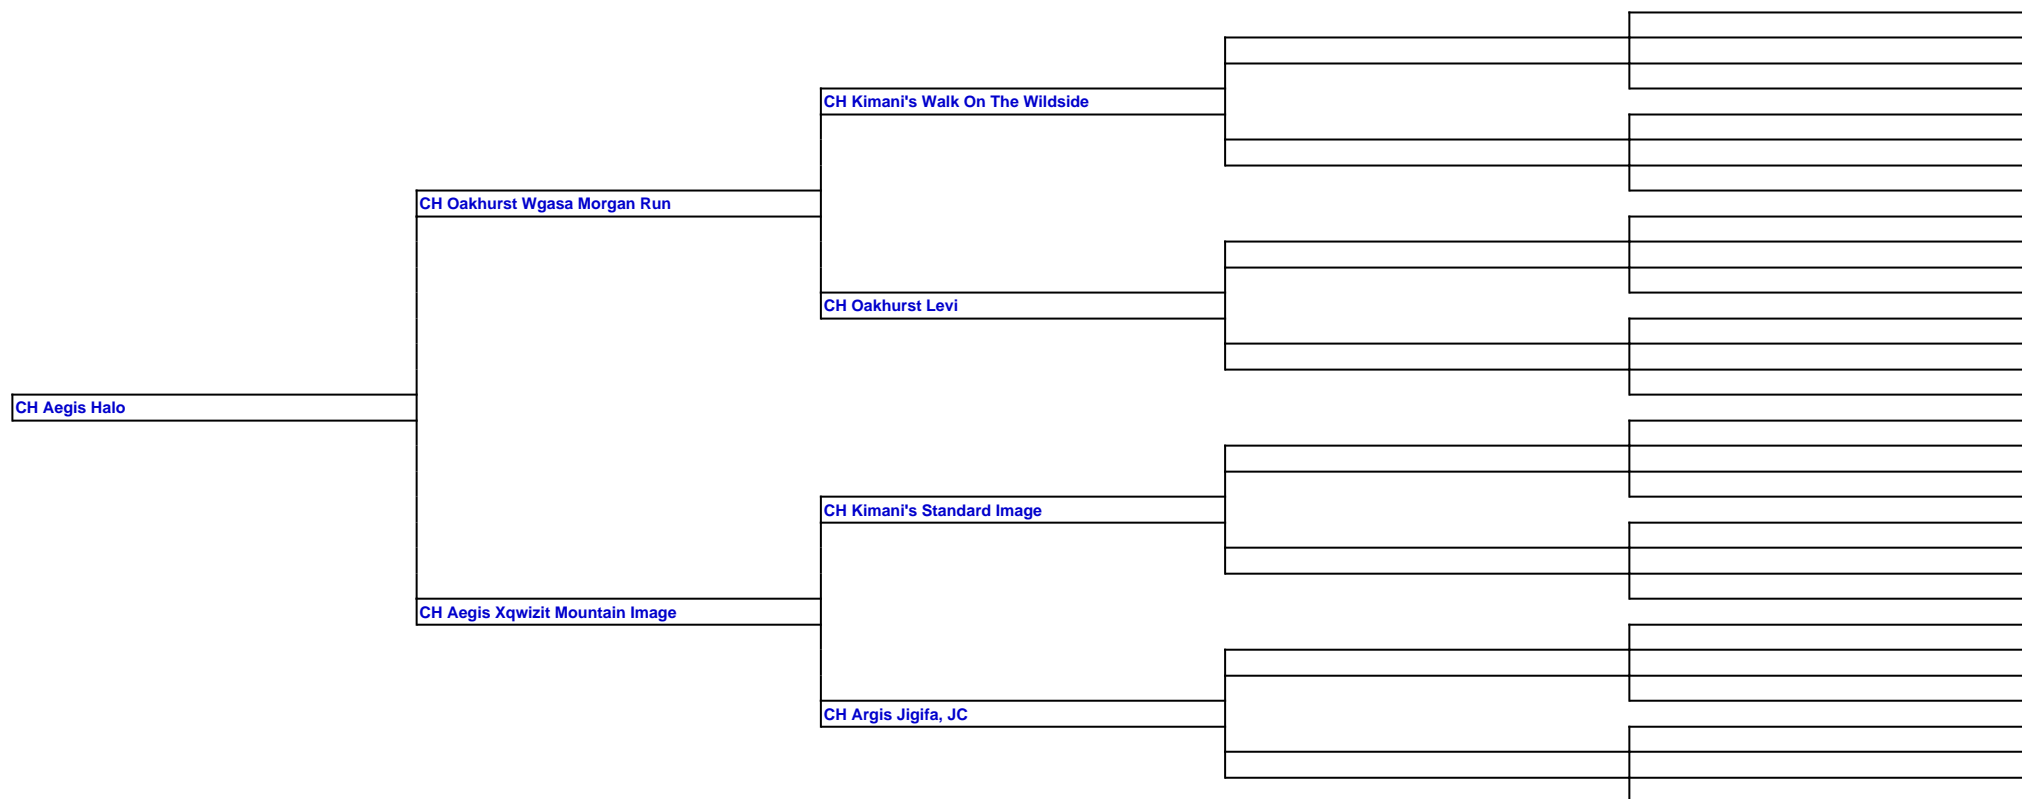 CH Kimani's Walk On The Wildside
CH Oakhurst Wgasa Morgan Run
CH Oakhurst Levi
CH Aegis Halo
CH Kimani's Standard Image
CH Aegis Xqwizit Mountain Image
CH Argis Jigifa, JC